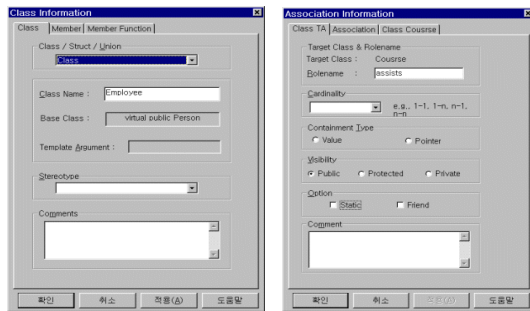 Class Information
Class Member Member Function
Class / Struct / Union
Class
Class Name : Employee
Base Class : virtual public Person
Template Argument :
Stereotype
Comments
확인 취소 적용(A) 도움말
Association Information
Class TA Association Class Cousrse
Target Class & Rolename
Target Class : Cousrse
Rolename : assists
Cardinality
e.g., 1-1, 1-n, n-1,
n-n
Containment Type
Value Pointer
Visibility
Public Protected Private
Option
Static Friend
Comment
확인 취소 적용(A) 도움말